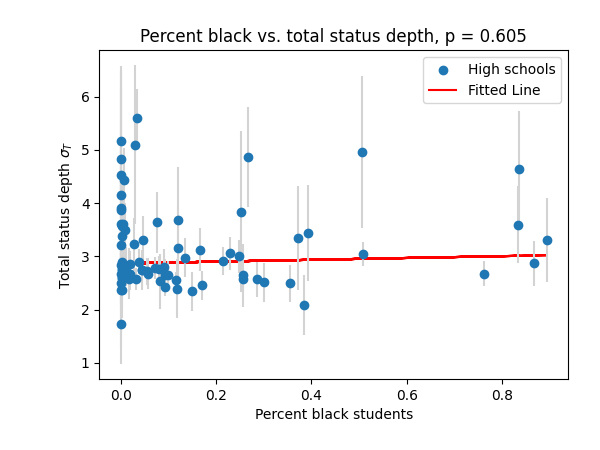 Percent black vs. total status depth, p = 0.605
High schools
Fitted Line
Total status depth σ_T
6
5
4
3
2
1
0.0 0.2 0.4 0.6 0.8
Percent black students